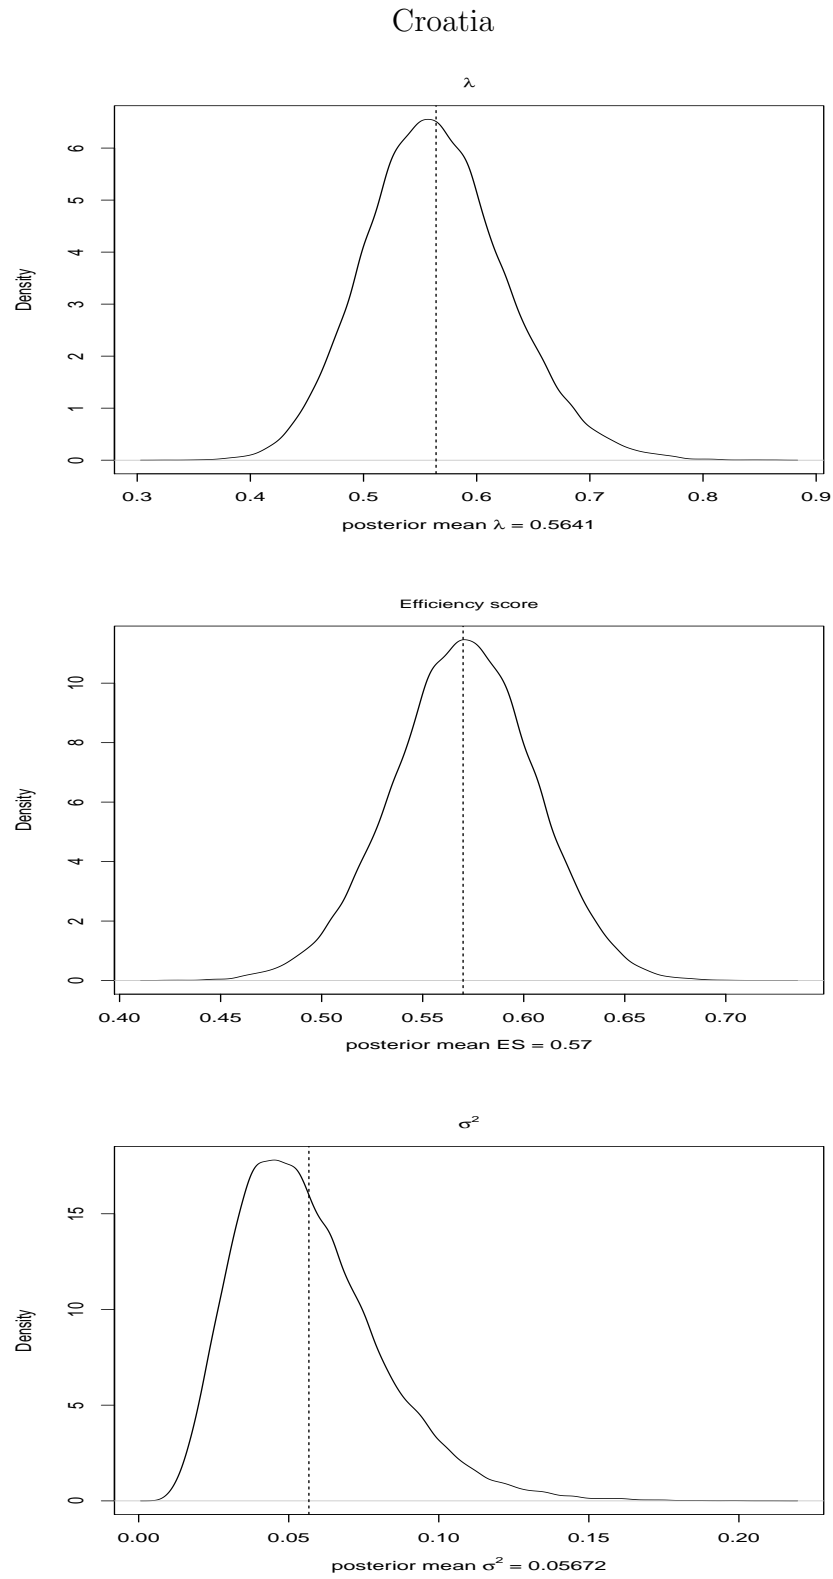 Croatia
λ
Density
6
5
4
3
2
1
0
0.3 0.4 0.5 0.6 0.7 0.8 0.9
posterior mean λ = 0.5641
Efficiency score
Density
10
8
6
4
2
0
0.40 0.45 0.50 0.55 0.60 0.65 0.70
posterior mean ES = 0.57
σ²
Density
15
10
5
0
0.00 0.05 0.10 0.15 0.20
posterior mean σ² = 0.05672